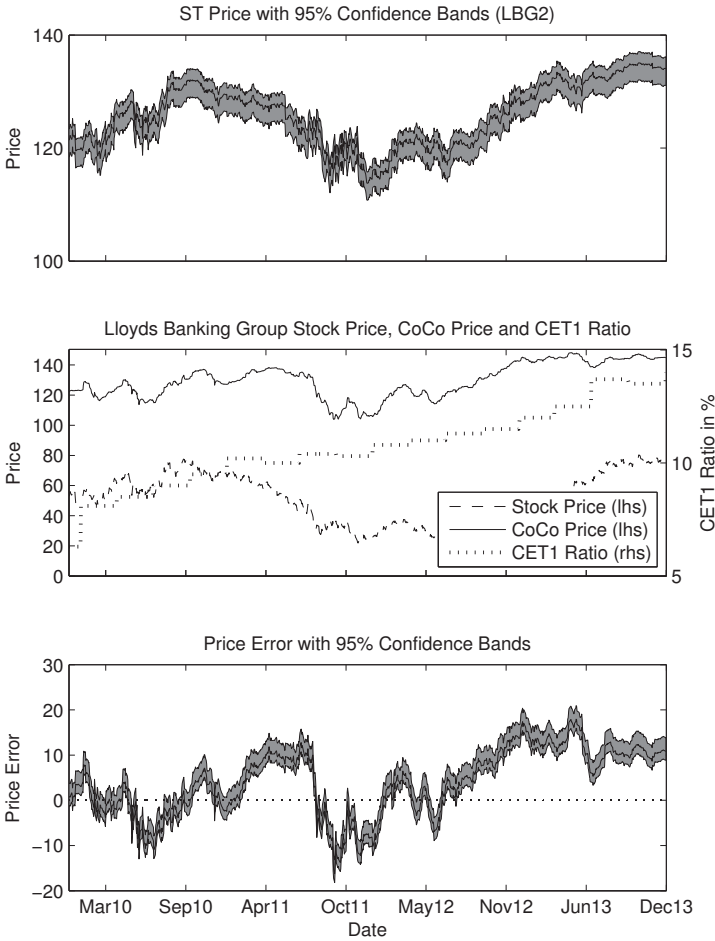 ST Price with 95% Confidence Bands (LBG2)
140
120
100
Price
Lloyds Banking Group Stock Price, CoCo Price and CET1 Ratio
140
120
100
80
60
40
20
0
Price
15
10
5
CET1 Ratio in %
Stock Price (lhs)
CoCo Price (lhs)
CET1 Ratio (rhs)
Price Error with 95% Confidence Bands
30
20
10
0
−10
−20
Price Error
Mar10 Sep10 Apr11 Oct11 May12 Nov12 Jun13 Dec13
Date